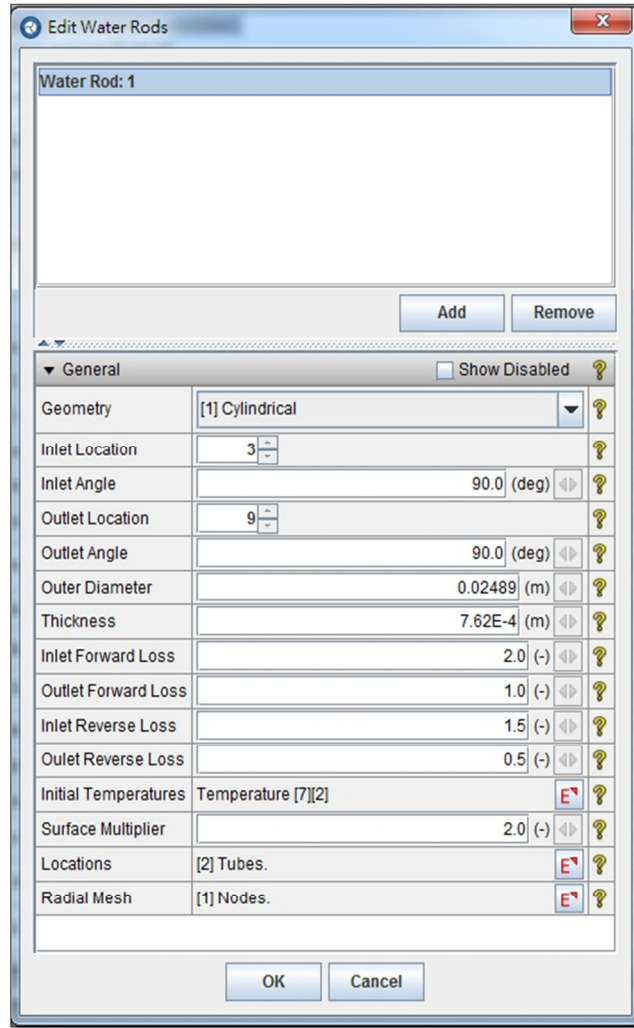 Edit Water Rods
Water Rod: 1
Add Remove
General Show Disabled ?
Geometry [1] Cylindrical ?
Inlet Location 3 ?
Inlet Angle 90.0 (deg) ?
Outlet Location 9 ?
Outlet Angle 90.0 (deg) ?
Outer Diameter 0.02489 (m) ?
Thickness 7.62E-4 (m) ?
Inlet Forward Loss 2.0 (-) ?
Outlet Forward Loss 1.0 (-) ?
Inlet Reverse Loss 1.5 (-) ?
Oulet Reverse Loss 0.5 (-) ?
Initial Temperatures Temperature [7][2] E ?
Surface Multiplier 2.0 (-) ?
Locations [2] Tubes. E ?
Radial Mesh [1] Nodes. E ?
OK Cancel